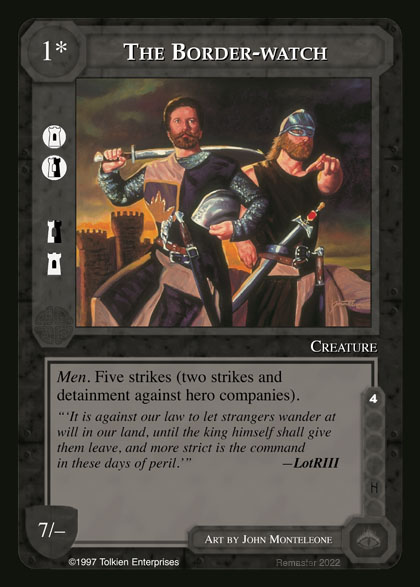 1*
THE BORDER-WATCH
CREATURE
Men. Five strikes (two strikes and
detainment against hero companies).
“‘It is against our law to let strangers wander at
will in our land, until the king himself shall give
them leave, and more strict is the command
in these days of peril.’” —LotRIII
4
7/–
ART BY JOHN MONTELEONE
©1997 Tolkien Enterprises
Remaster 2022